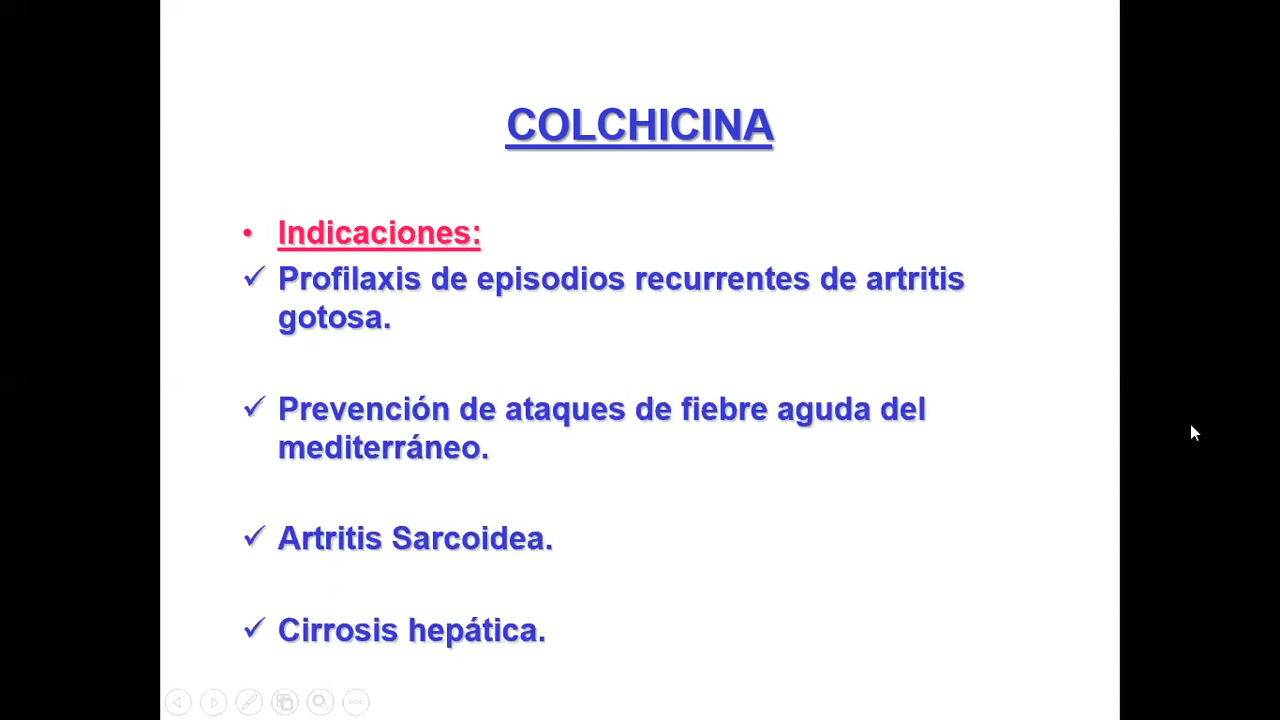 COLCHICINA
• Indicaciones:
✓ Profilaxis de episodios recurrentes de artritis
gotosa.
✓ Prevención de ataques de fiebre aguda del
mediterráneo.
✓ Artritis Sarcoidea.
✓ Cirrosis hepática.